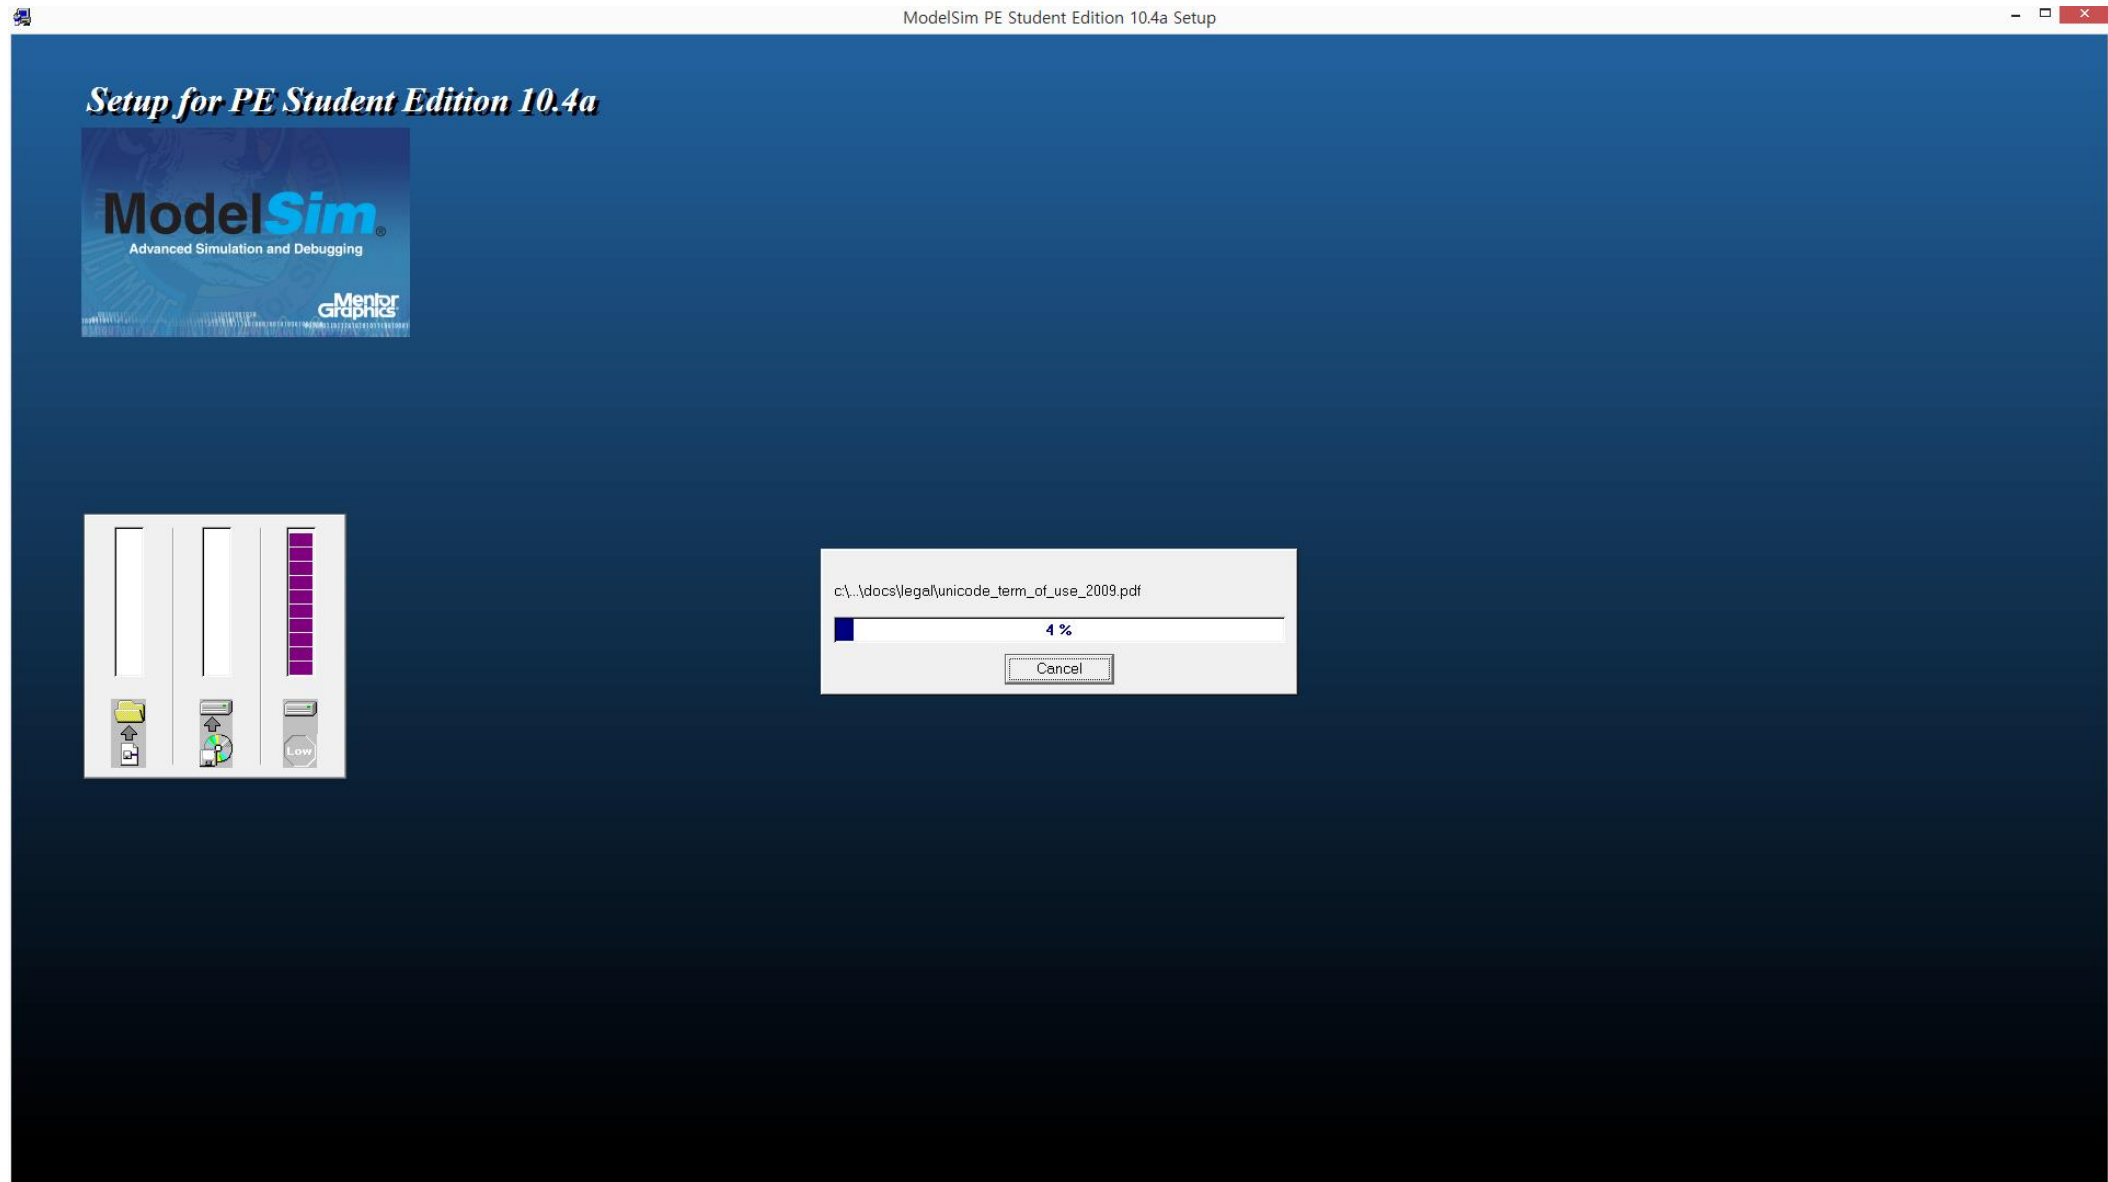 ModelSim PE Student Edition 10.4a Setup
Setup for PE Student Edition 10.4a
ModelSim®
Advanced Simulation and Debugging
Mentor
Graphics
c:\...\docs\legal\unicode_term_of_use_2009.pdf
4 %
Cancel
Low